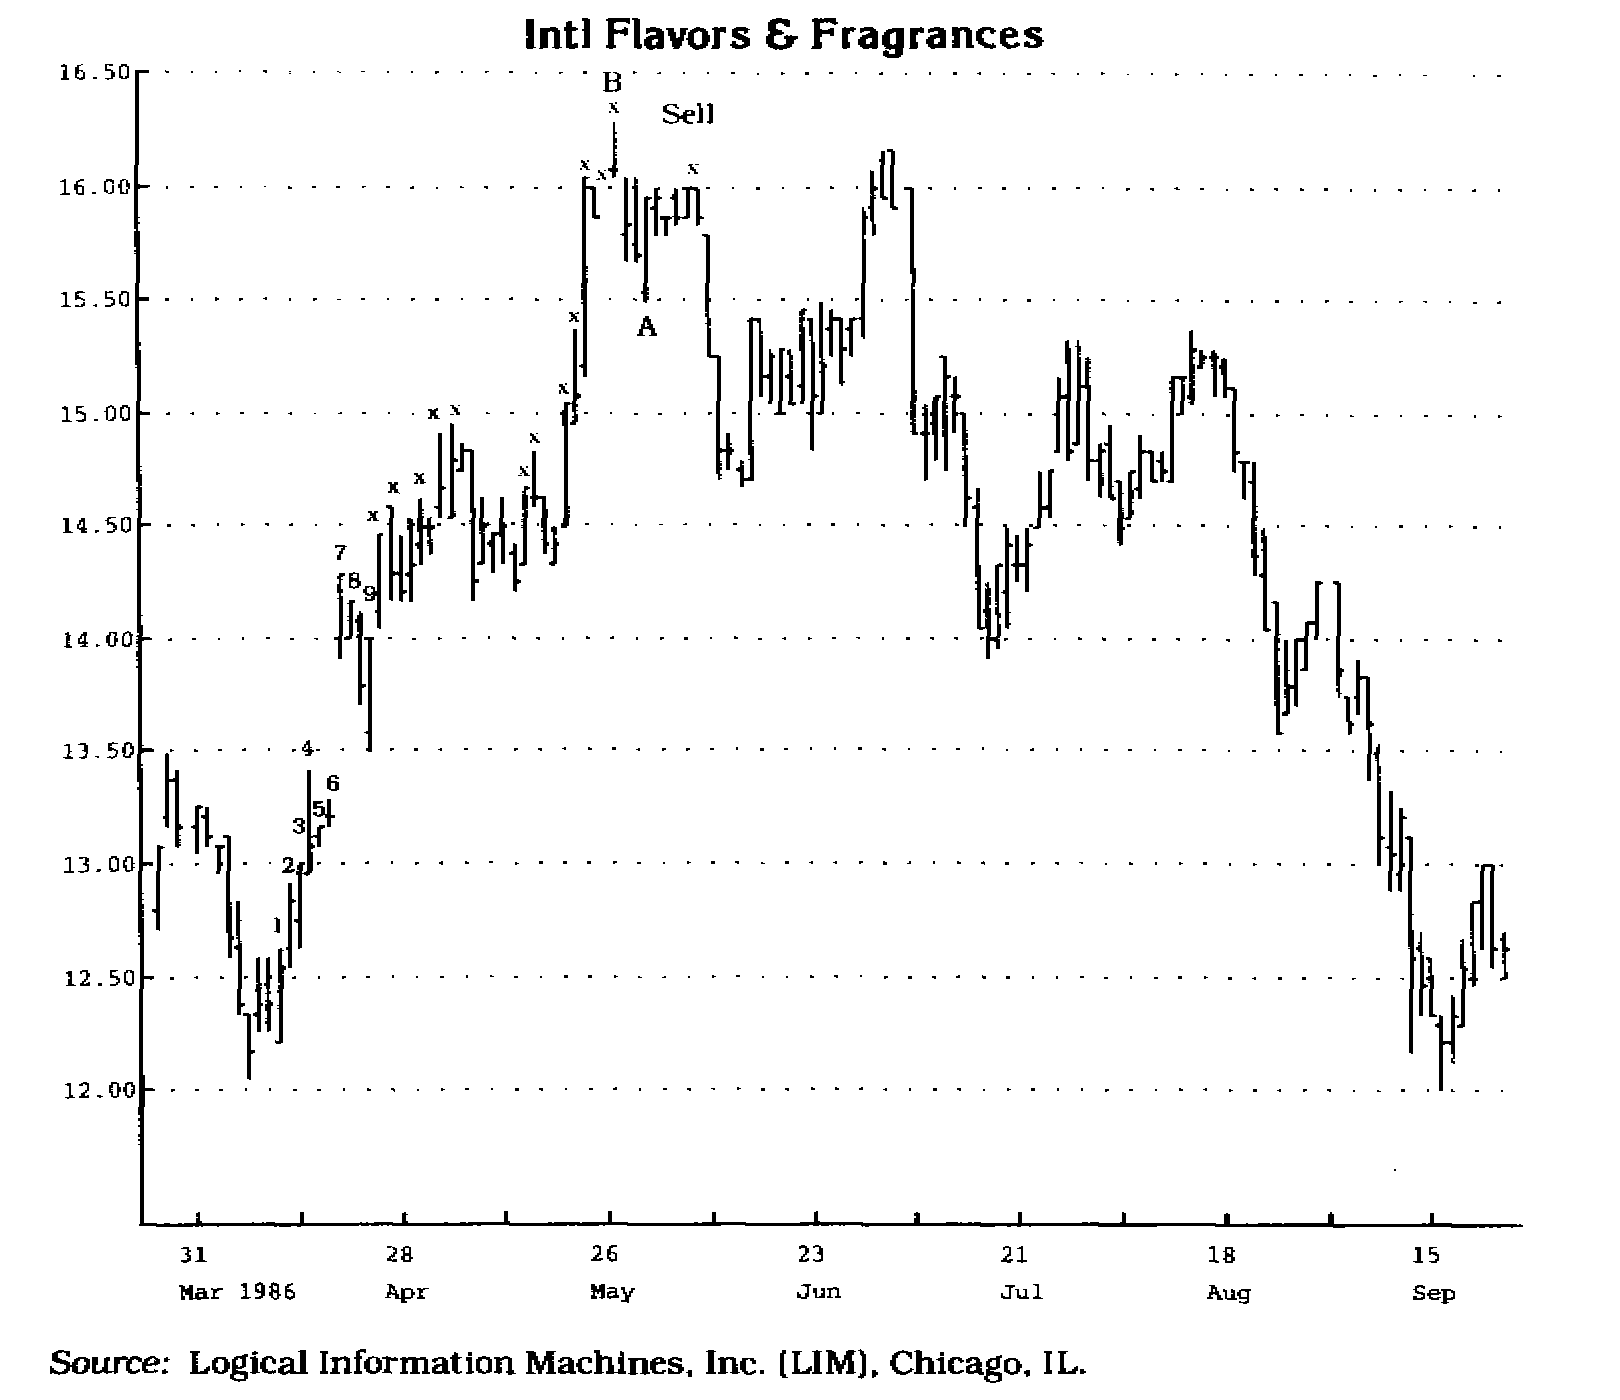 Intl Flavors & Fragrances
16.50
B
x
Sell
x x x
16.00
15.50
x
A
x
15.00
x x
x
x
x x
14.50
x
7
8
9
14.00
13.50
4
6
5
3
13.00
2
1
12.50
12.00
31 28 26 23 21 18 15
Mar 1986 Apr May Jun Jul Aug Sep
Source: Logical Information Machines, Inc. (LIM), Chicago, IL.